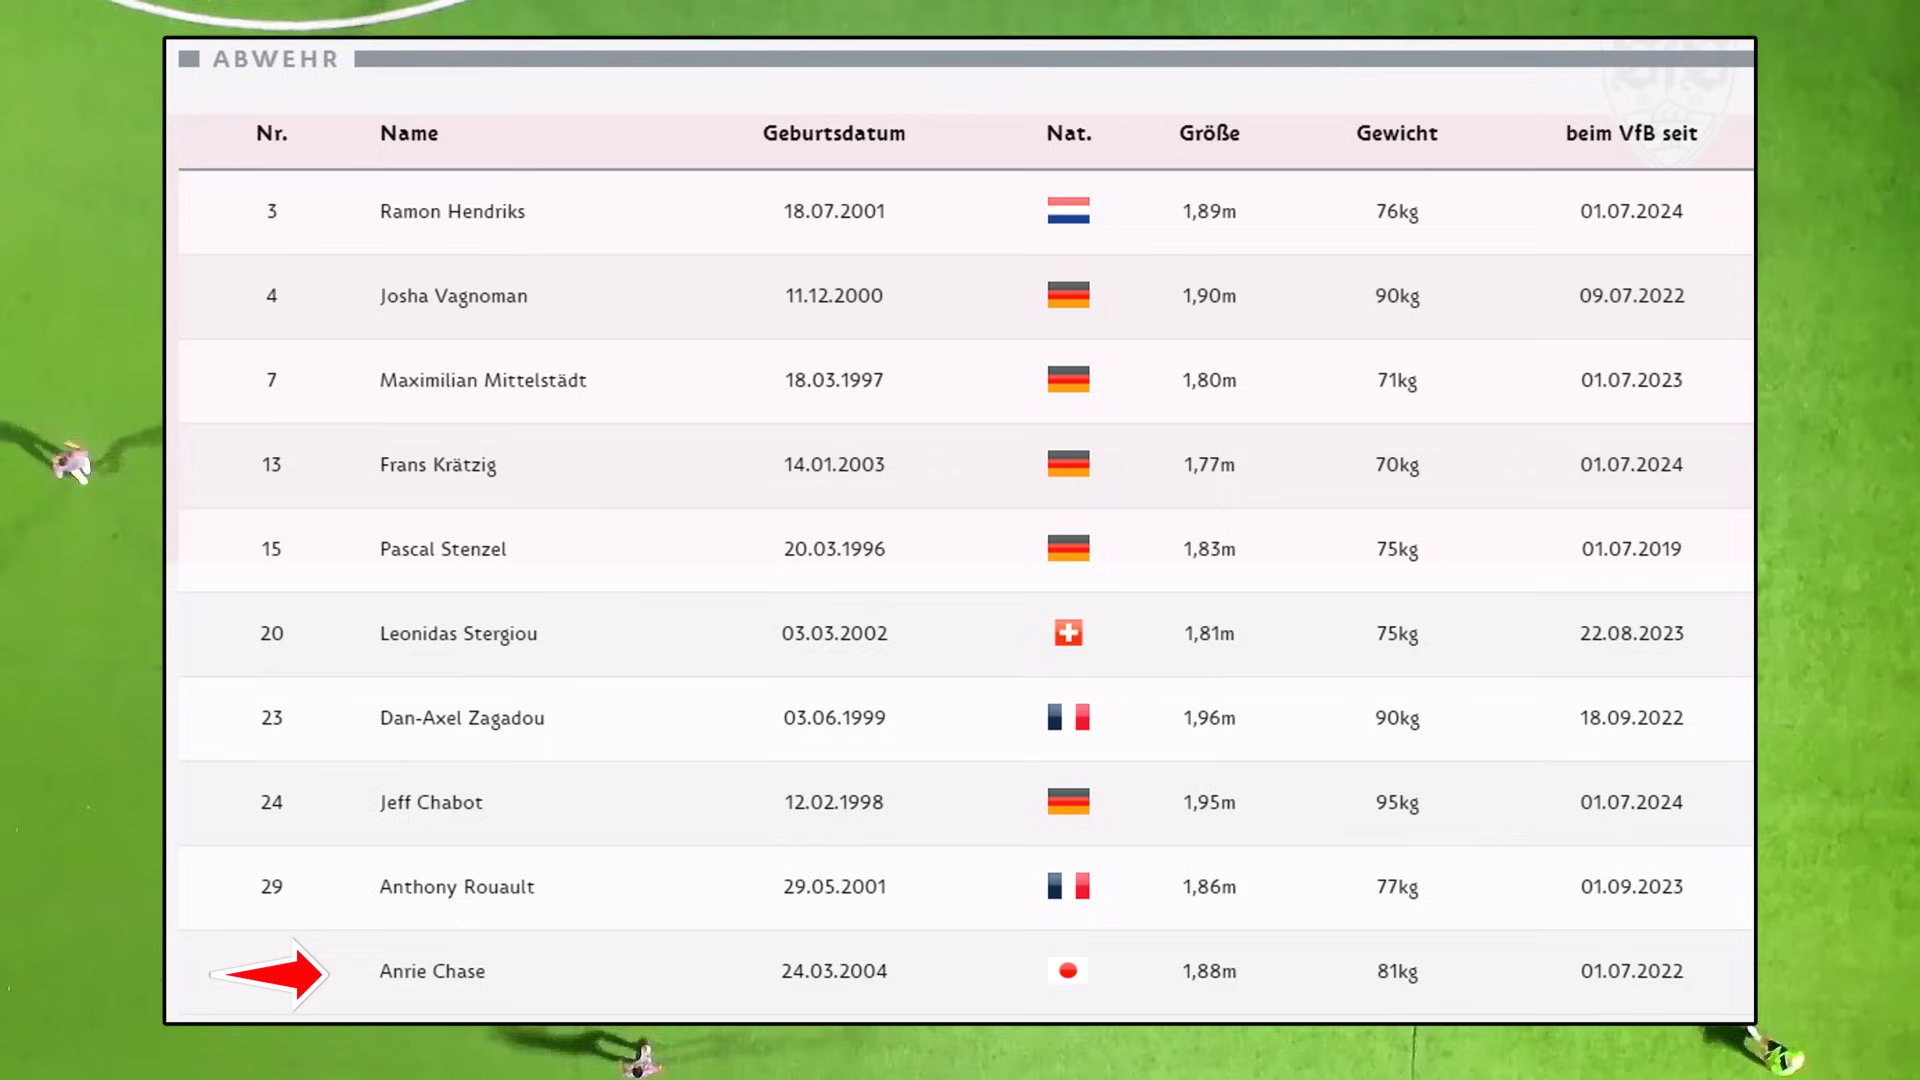 ABWEHR
Nr. Name Geburtsdatum Nat. Größe Gewicht beim VfB seit
3 Ramon Hendriks 18.07.2001 1,89m 76kg 01.07.2024
4 Josha Vagnoman 11.12.2000 1,90m 90kg 09.07.2022
7 Maximilian Mittelstädt 18.03.1997 1,80m 71kg 01.07.2023
13 Frans Krätzig 14.01.2003 1,77m 70kg 01.07.2024
15 Pascal Stenzel 20.03.1996 1,83m 75kg 01.07.2019
20 Leonidas Stergiou 03.03.2002 1,81m 75kg 22.08.2023
23 Dan-Axel Zagadou 03.06.1999 1,96m 90kg 18.09.2022
24 Jeff Chabot 12.02.1998 1,95m 95kg 01.07.2024
29 Anthony Rouault 29.05.2001 1,86m 77kg 01.09.2023
Anrie Chase 24.03.2004 1,88m 81kg 01.07.2022